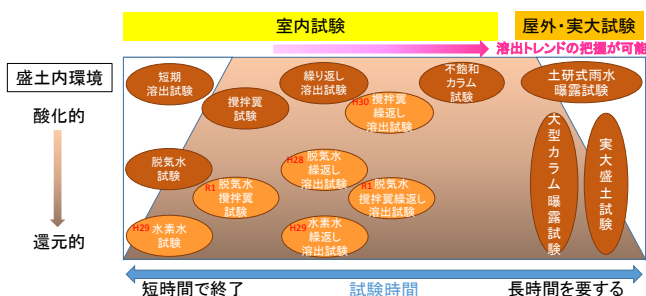 室内試験
屋外・実大試験
溶出トレンドの把握が可能
盛土内環境
酸化的
還元的
短期
溶出試験
攪拌翼
試験
繰り返し
溶出試験
H30 攪拌翼
繰返し
溶出試験
不飽和
カラム
試験
土研式雨水
曝露試験
脱気水
試験
R1 脱気水
攪拌翼
試験
H28 脱気水
繰返し
溶出試験
R1 脱気水
攪拌翼繰返し
溶出試験
H29 水素水
試験
H29 水素水
繰返し
溶出試験
大型カラム曝露試験
実大盛土試験
短時間で終了
試験時間
長時間を要する